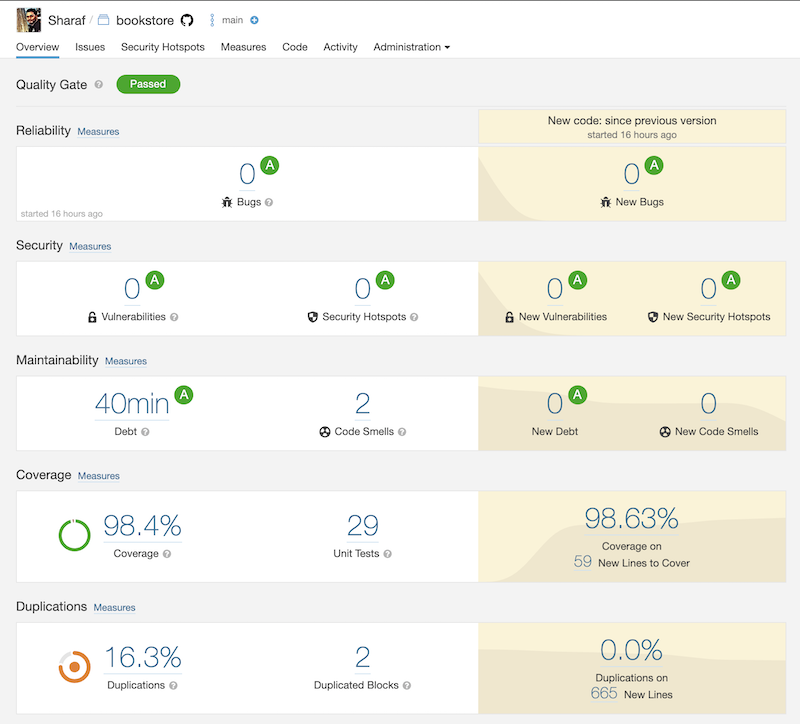 Sharaf / bookstore main
Overview Issues Security Hotspots Measures Code Activity Administration
Quality Gate ? Passed
New code: since previous version
started 16 hours ago
Reliability Measures
0 A
Bugs ?
started 16 hours ago
0 A
New Bugs
Security Measures
0 A 0 A 0 A 0 A
Vulnerabilities ? Security Hotspots ? New Vulnerabilities New Security Hotspots
Maintainability Measures
40min A 2 0 A 0
Debt ? Code Smells ? New Debt New Code Smells
Coverage Measures
98.4% 29 98.63%
Coverage ? Unit Tests ? Coverage on
59 New Lines to Cover
Duplications Measures
16.3% 2 0.0%
Duplications ? Duplicated Blocks ? Duplications on
665 New Lines